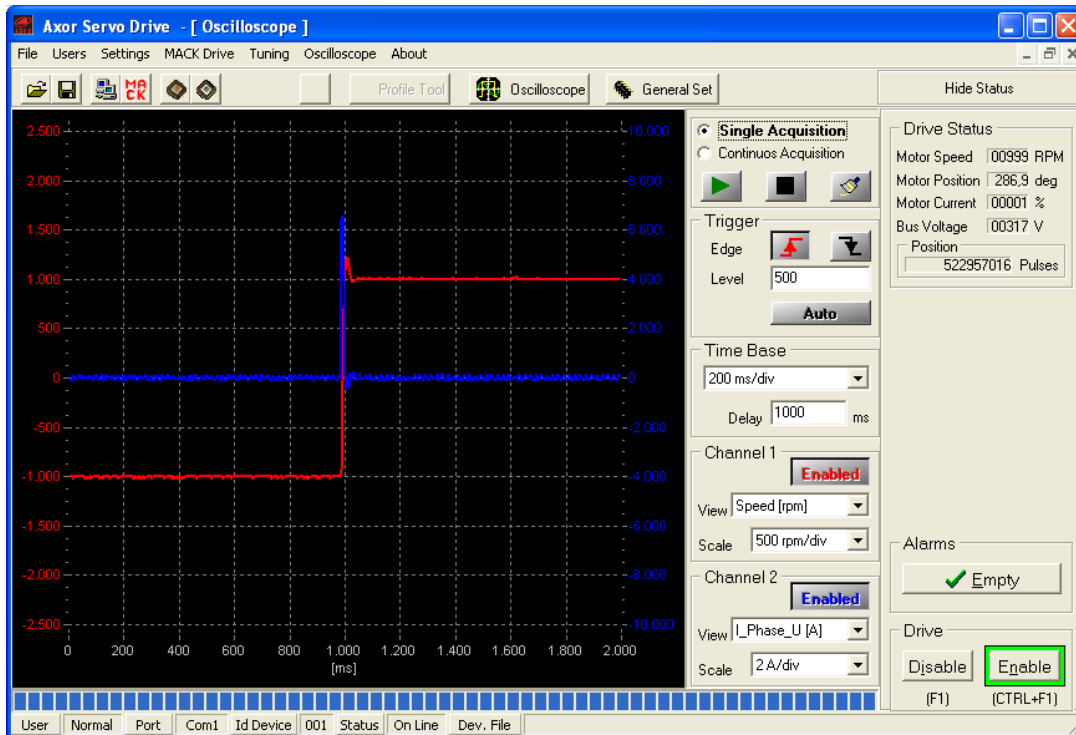 Axor Servo Drive - [ Oscilloscope ]
File Users Settings MACK Drive Tuning Oscilloscope About
MACK Profile Tool Oscilloscope General Set Hide Status
2.500 10.000
2.000 8.000
1.500 6.000
1.000 4.000
500 2.000
0 0
-500 -2.000
-1.000 -4.000
-1.500 -6.000
-2.000 -8.000
-2.500 -10.000
0 200 400 600 800 1.000 1.200 1.400 1.600 1.800 2.000
[ms]
Single Acquisition
Continuos Acquisition
Trigger
Edge
Level 500
Auto
Time Base
200 ms/div
Delay 1000 ms
Channel 1
Enabled
View Speed [rpm]
Scale 500 rpm/div
Channel 2
Enabled
View I_Phase_U [A]
Scale 2 A/div
Drive Status
Motor Speed 00999 RPM
Motor Position 286,9 deg
Motor Current 00001 %
Bus Voltage 00317 V
Position
522957016 Pulses
Alarms
Empty
Drive
Disable Enable
(F1) (CTRL+F1)
User Normal Port Com1 Id Device 001 Status On Line Dev. File